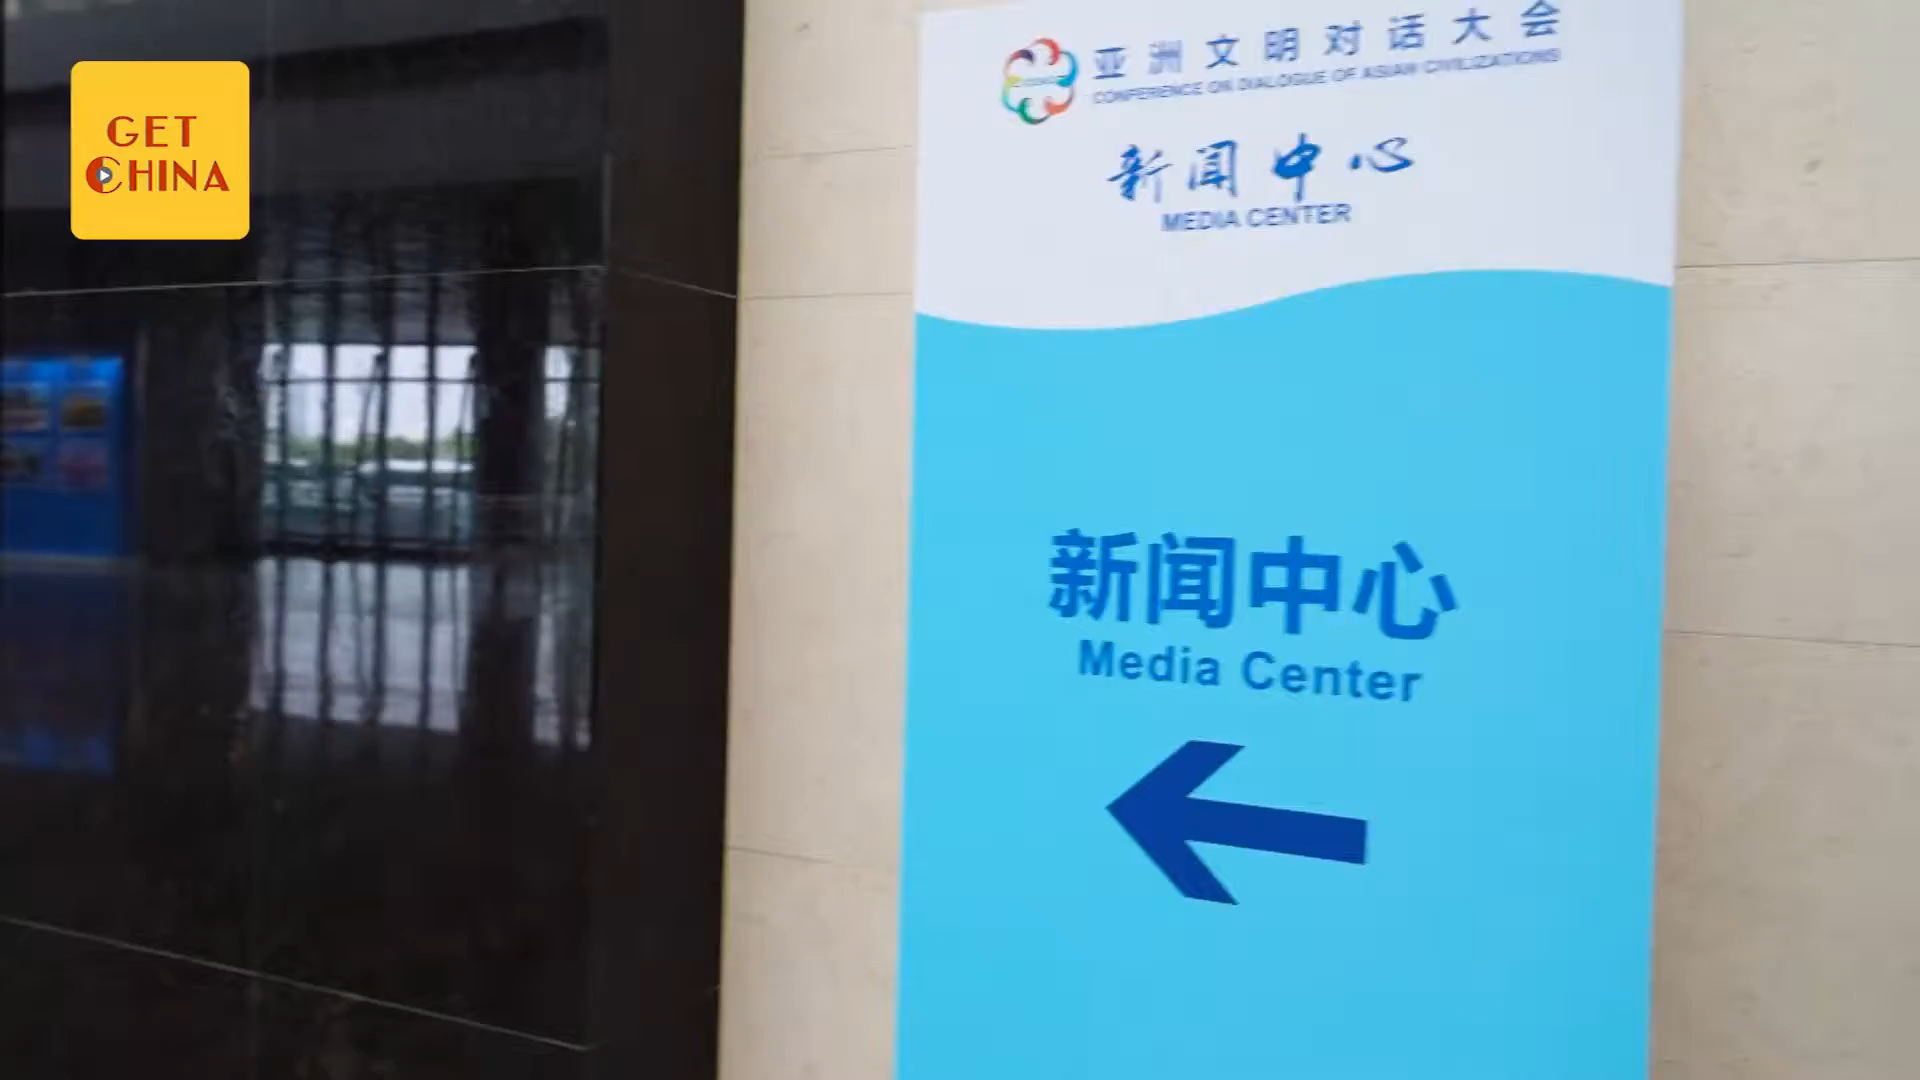 GET
CHINA
亚洲文明对话大会
CONFERENCE ON DIALOGUE OF ASIAN CIVILIZATIONS
新闻中心
MEDIA CENTER
新闻中心
Media Center